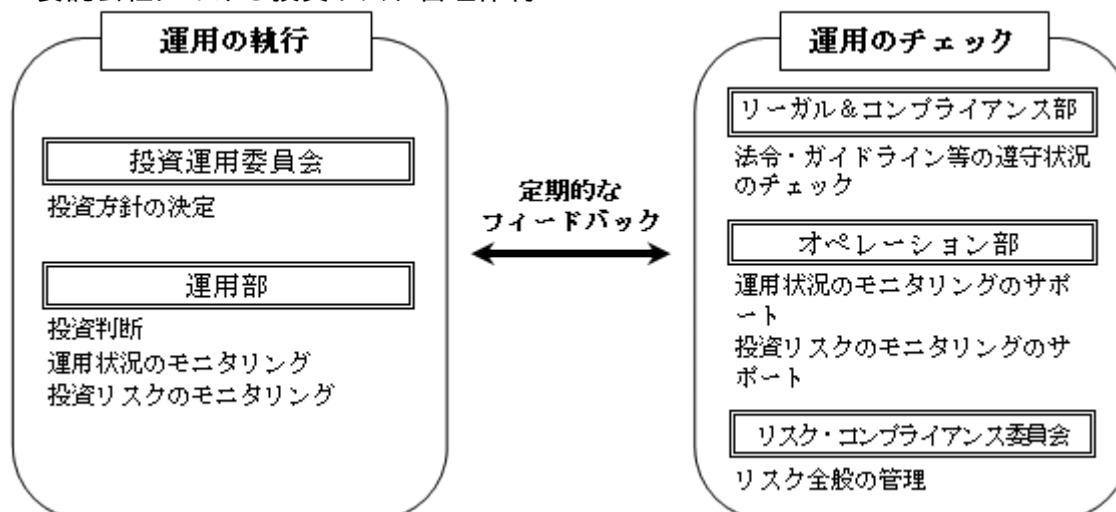 運用の執行
投資運用委員会
投資方針の決定
運用部
投資判断
運用状況のモニタリング
投資リスクのモニタリング
定期的な
フィードバック
運用のチェック
リーガル＆コンプライアンス部
法令・ガイドライン等の遵守状況
のチェック
オペレーション部
運用状況のモニタリングのサポ
ート
投資リスクのモニタリングのサ
ポート
リスク・コンプライアンス委員会
リスク全般の管理